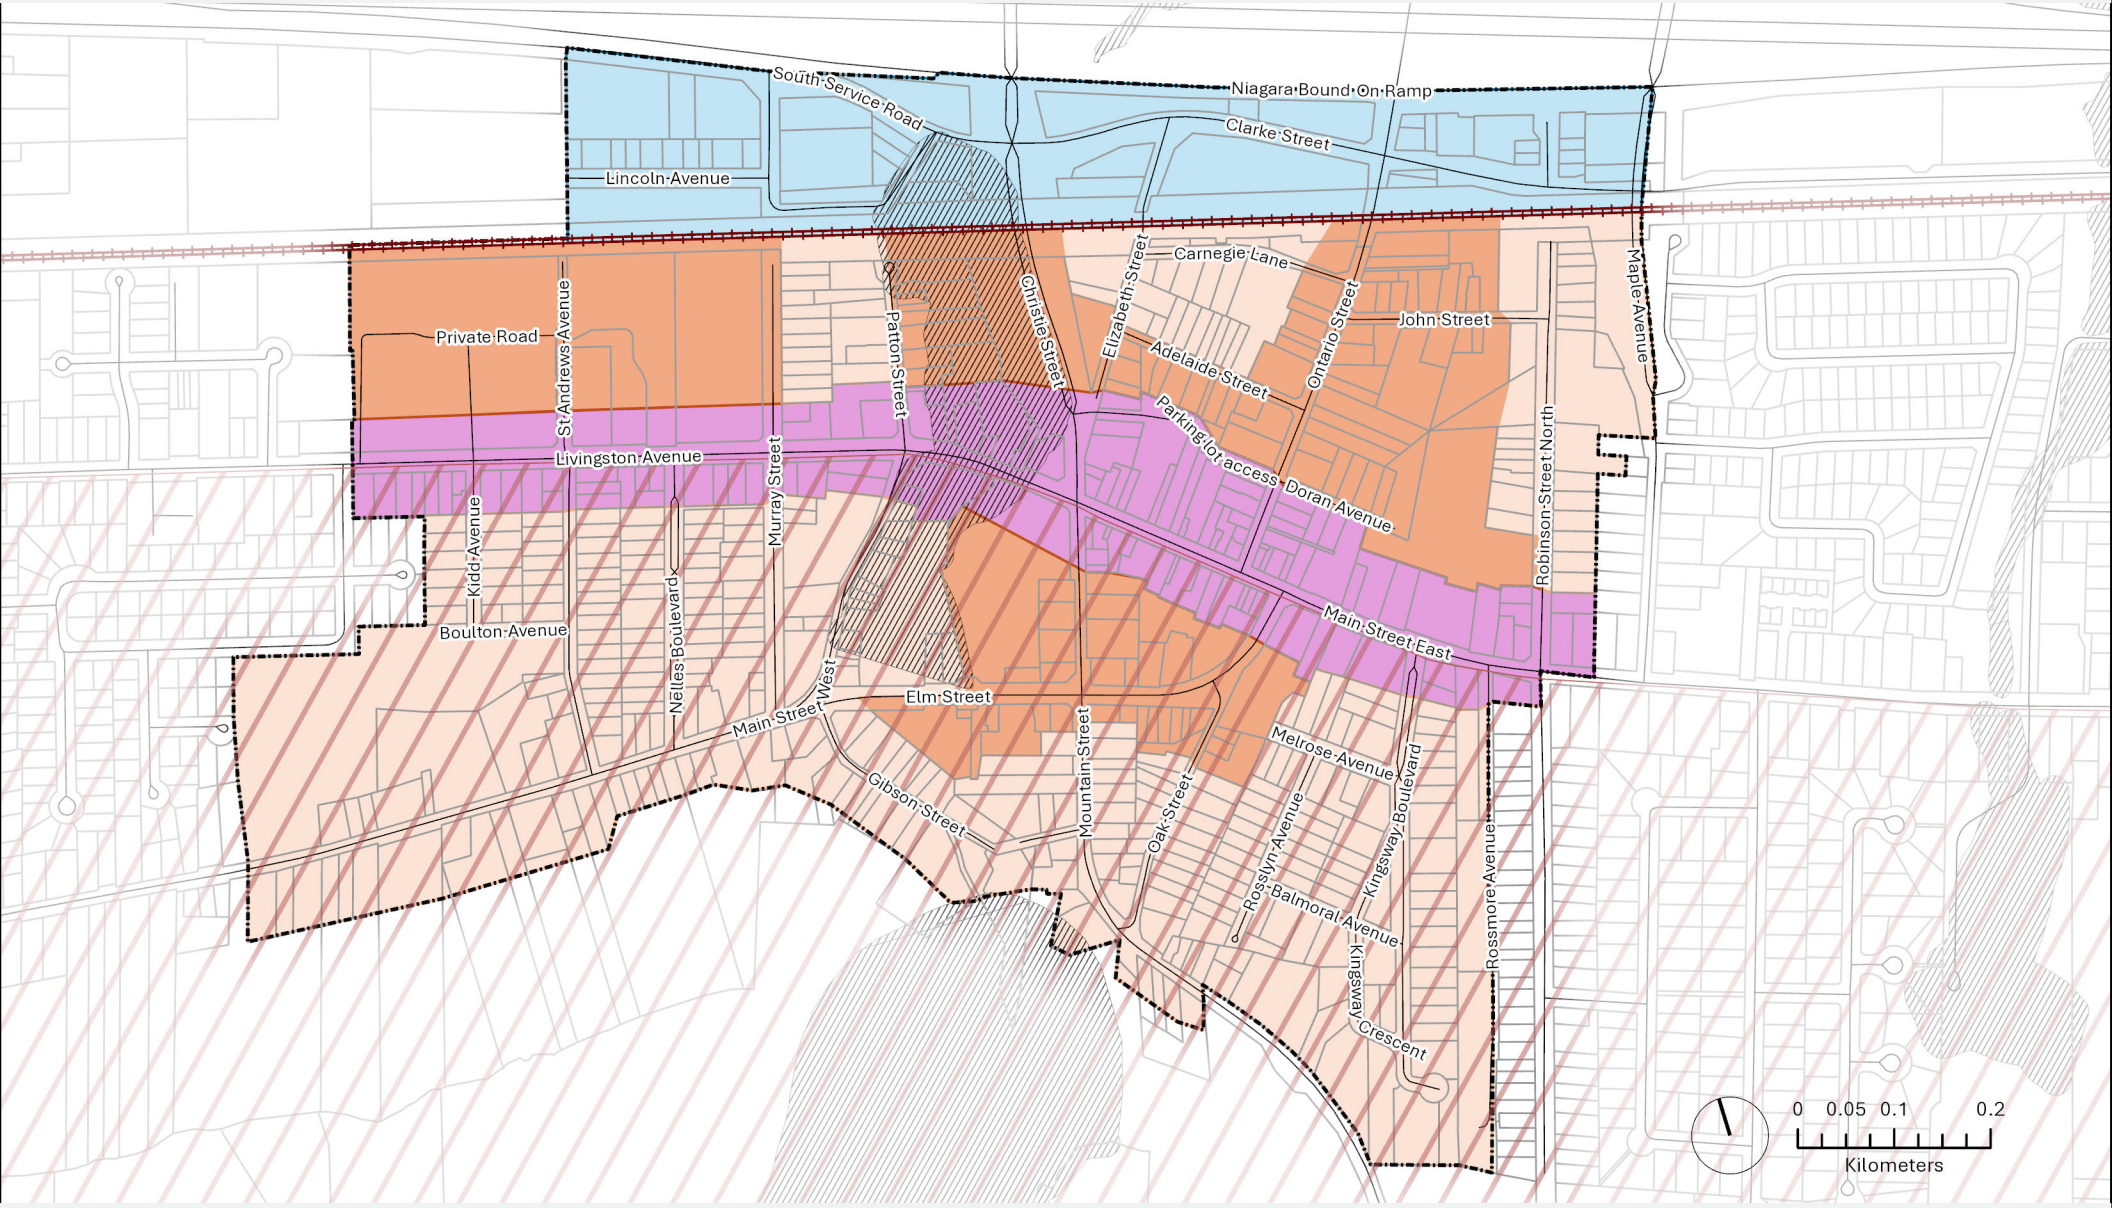 South Service Road
Niagara Bound On Ramp
Clarke Street
Lincoln Avenue
Carnegie Lane
Elizabeth Street
Christie Street
Maple Avenue
Private Road
St Andrews Avenue
Patton Street
Ontario Street
John Street
Adelaide Street
Parking lot access
Doran Avenue
Livingston Avenue
Murray Street
Robinson Street North
Kidd Avenue
Nelles Boulevard
Boulton Avenue
Main Street East
Main Street West
Elm Street
Mountain Street
Melrose Avenue
Gibson Street
Oak Street
Rosslyn Avenue
Kingsway Boulevard
Rossmore Avenue
Balmoral Avenue
Kingsway Crescent
0 0.05 0.1 0.2
Kilometers